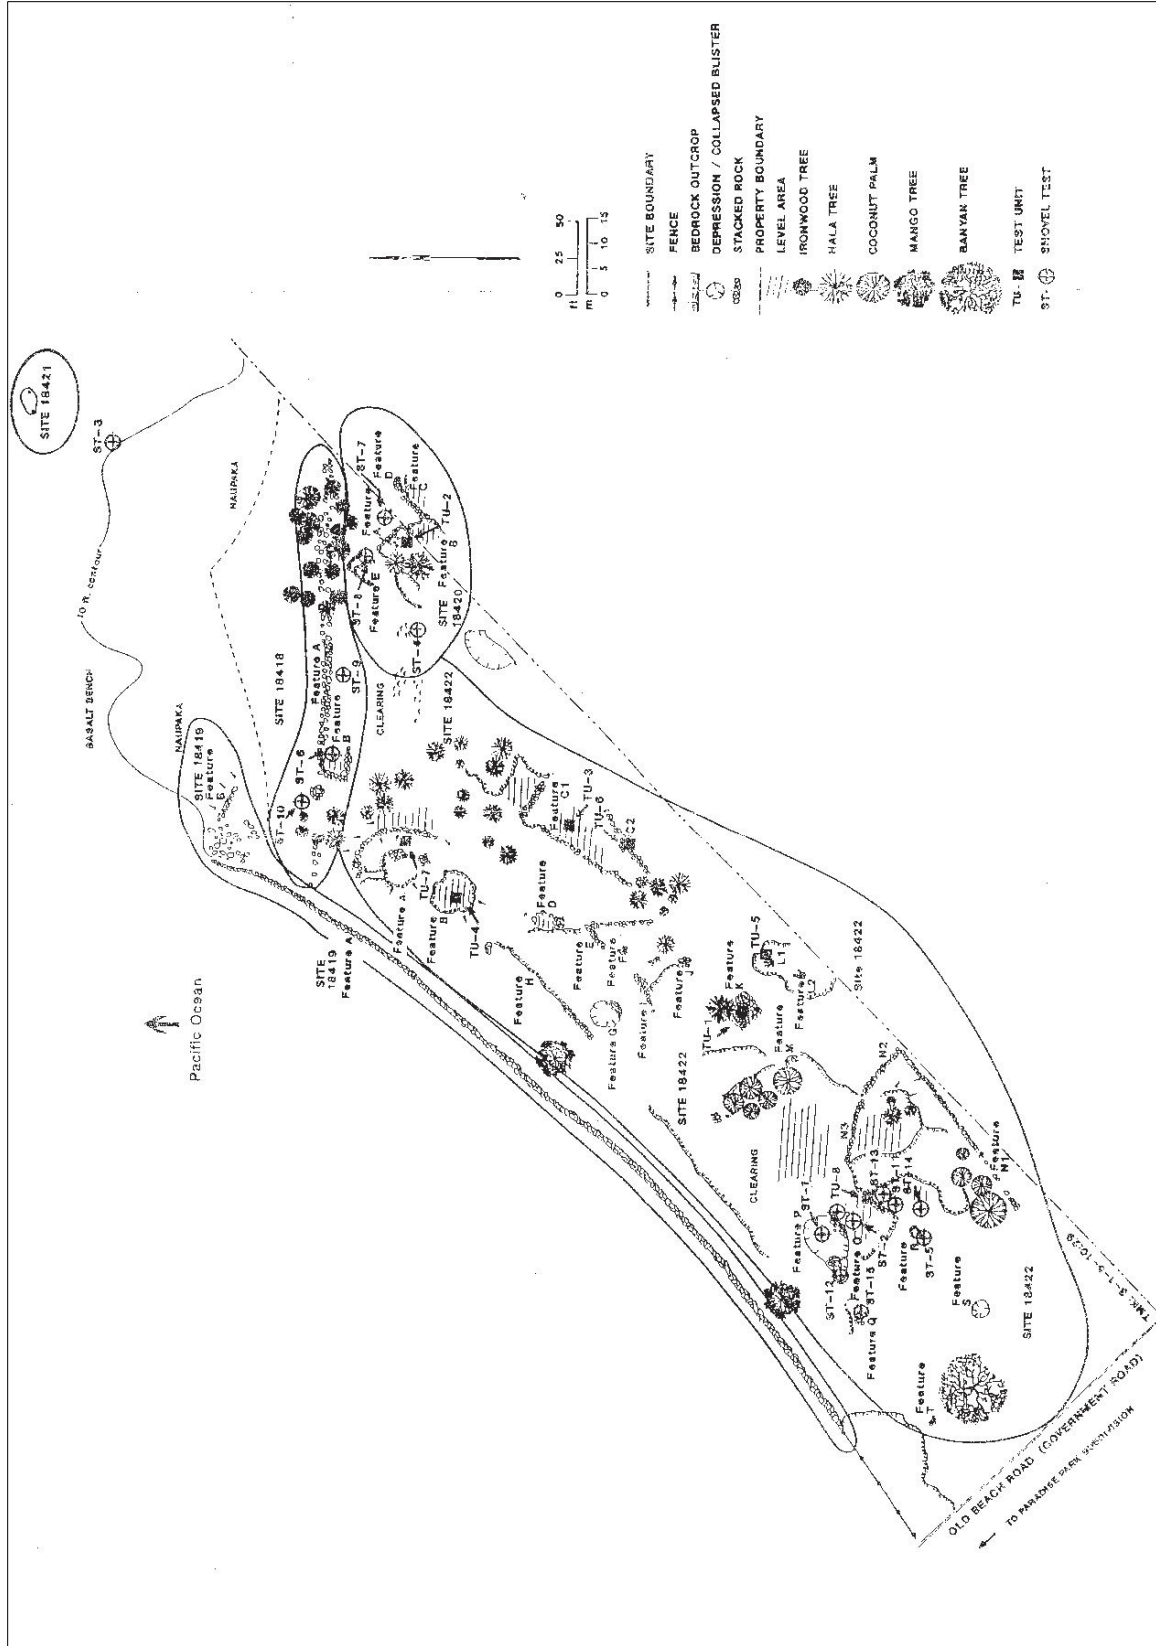 SITE 18421
ST-3
NAUPAKA
10 m. contour
BASALT BENCH
NAUPAKA
SITE 18419
Feature
B
SITE 18418
Feature A
Feature
B
ST-6
ST-10
ST-9
ST-8
Feature E
Feature
A
ST-7
Feature
D
Feature
C
TU-2
Feature
B
SITE
18420
ST-4
CLEARING
SITE 18422
SITE
18419
Feature A
Pacific Ocean
Feature A
TU-7
Feature
B
TU-4
Feature
C1
TU-3
TU-6
C2
Feature
D
Feature
E
Feature
F
Feature
H
Feature G
Feature I
Feature
J
TU-1
Feature
K
TU-5
L1
Feature
L2
Site 18422
Feature
M
SITE 18422
CLEARING
N2
N3
Feature
N1
ST-1
TU-8
ST-13
ST-11
ST-14
Feature P
ST-12
Feature O
ST-15
ST-2
Feature Q
Feature
R
ST-5
Feature
S
SITE 18422
Feature
T
TMK: 3-1-5-10:29
OLD BEACH ROAD (GOVERNMENT ROAD)
TO PARADISE PARK SUBDIVISION
N
ft
0 25 50
m
0 5 10 15
SITE BOUNDARY
FENCE
BEDROCK OUTCROP
DEPRESSION / COLLAPSED BLISTER
STACKED ROCK
PROPERTY BOUNDARY
LEVEL AREA
IRONWOOD TREE
HALA TREE
COCONUT PALM
MANGO TREE
BANYAN TREE
TU- TEST UNIT
ST- SHOVEL TEST